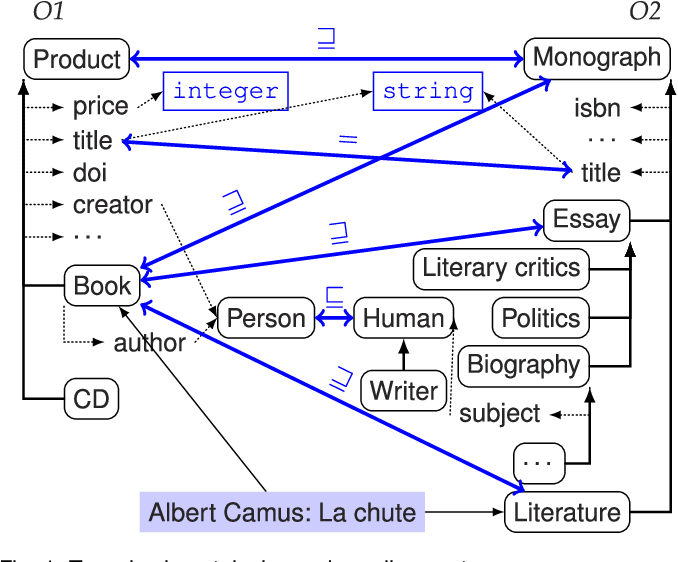 O1
O2
⊒
Product
Monograph
integer
string
price
isbn
title
=
...
doi
title
creator
⊒
⊒
Essay
...
Book
Literary critics
⊑
Person
Human
Politics
author
Biography
⊒
Writer
CD
subject
...
Albert Camus: La chute
Literature